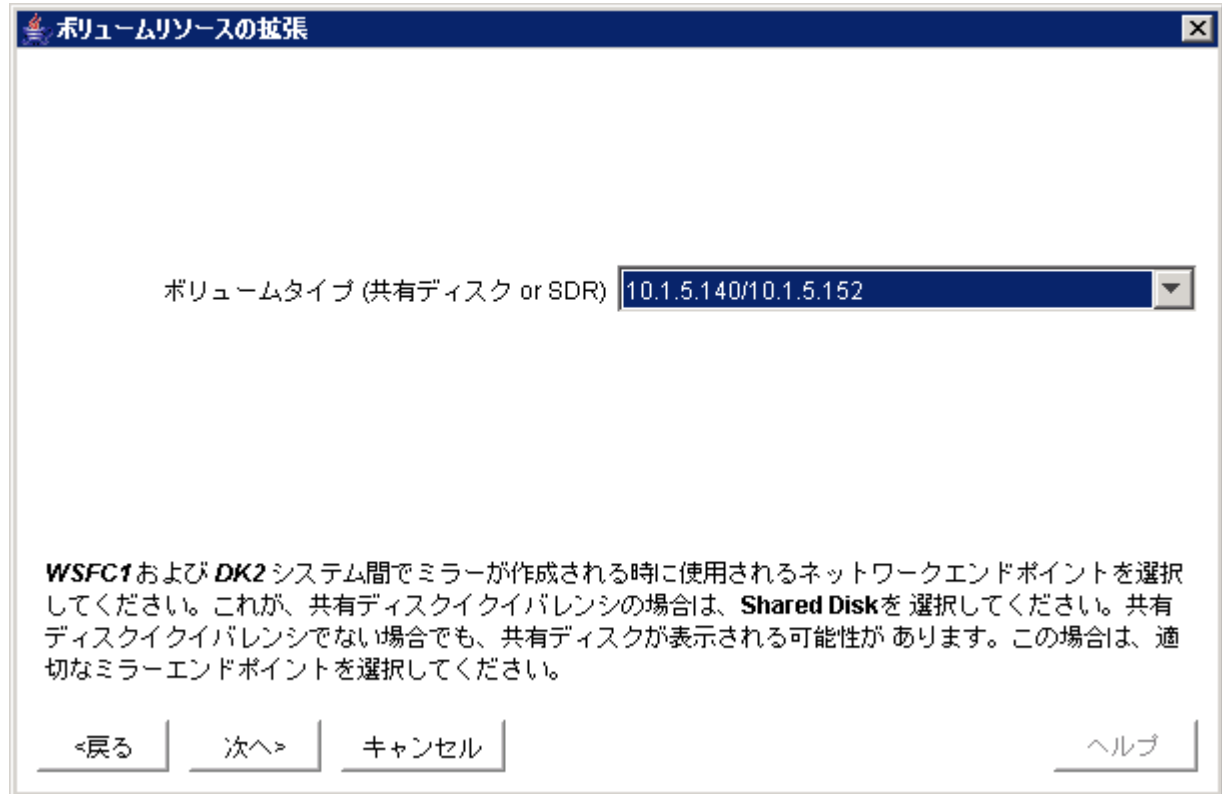 ボリュームリソースの拡張
ボリュームタイプ (共有ディスク or SDR) 10.1.5.140/10.1.5.152
WSFC1および DK2 システム間でミラーが作成される時に使用されるネットワークエンドポイントを選択
してください。これが、共有ディスクイクイバレンシの場合は、Shared Diskを 選択してください。共有
ディスクイクイバレンシでない場合でも、共有ディスクが表示される可能性が あります。この場合は、適
切なミラーエンドポイントを選択してください。
<戻る 次へ> キャンセル ヘルプ